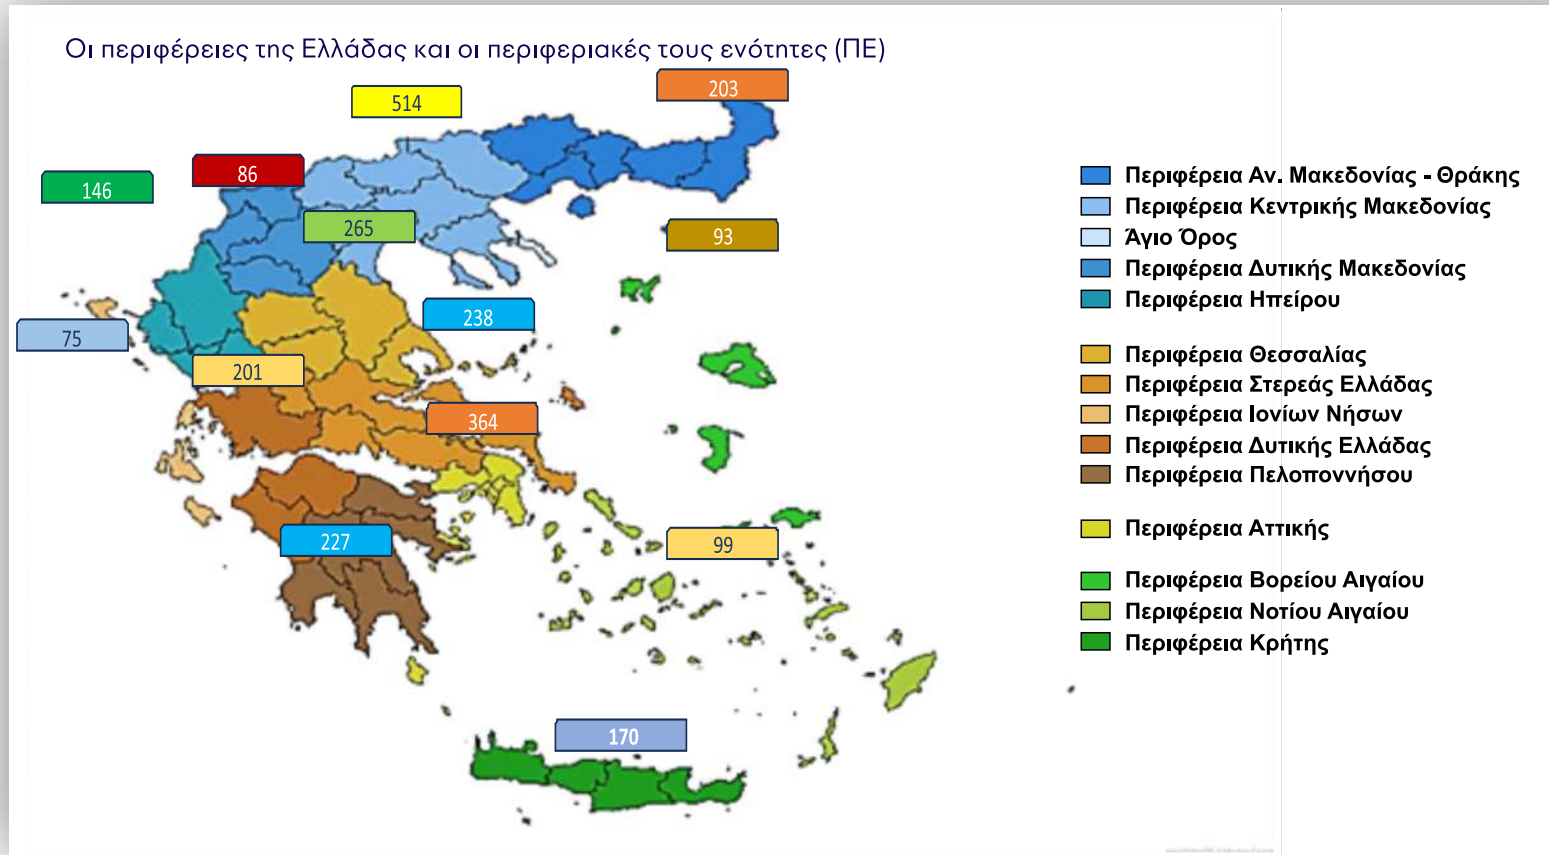 Οι περιφέρειες της Ελλάδας και οι περιφεριακές τους ενότητες (ΠΕ)
203
514
86
146
265
93
238
75
201
364
227
99
170
Περιφέρεια Αν. Μακεδονίας - Θράκης
Περιφέρεια Κεντρικής Μακεδονίας
Άγιο Όρος
Περιφέρεια Δυτικής Μακεδονίας
Περιφέρεια Ηπείρου
Περιφέρεια Θεσσαλίας
Περιφέρεια Στερεάς Ελλάδας
Περιφέρεια Ιονίων Νήσων
Περιφέρεια Δυτικής Ελλάδας
Περιφέρεια Πελοποννήσου
Περιφέρεια Αττικής
Περιφέρεια Βορείου Αιγαίου
Περιφέρεια Νοτίου Αιγαίου
Περιφέρεια Κρήτης